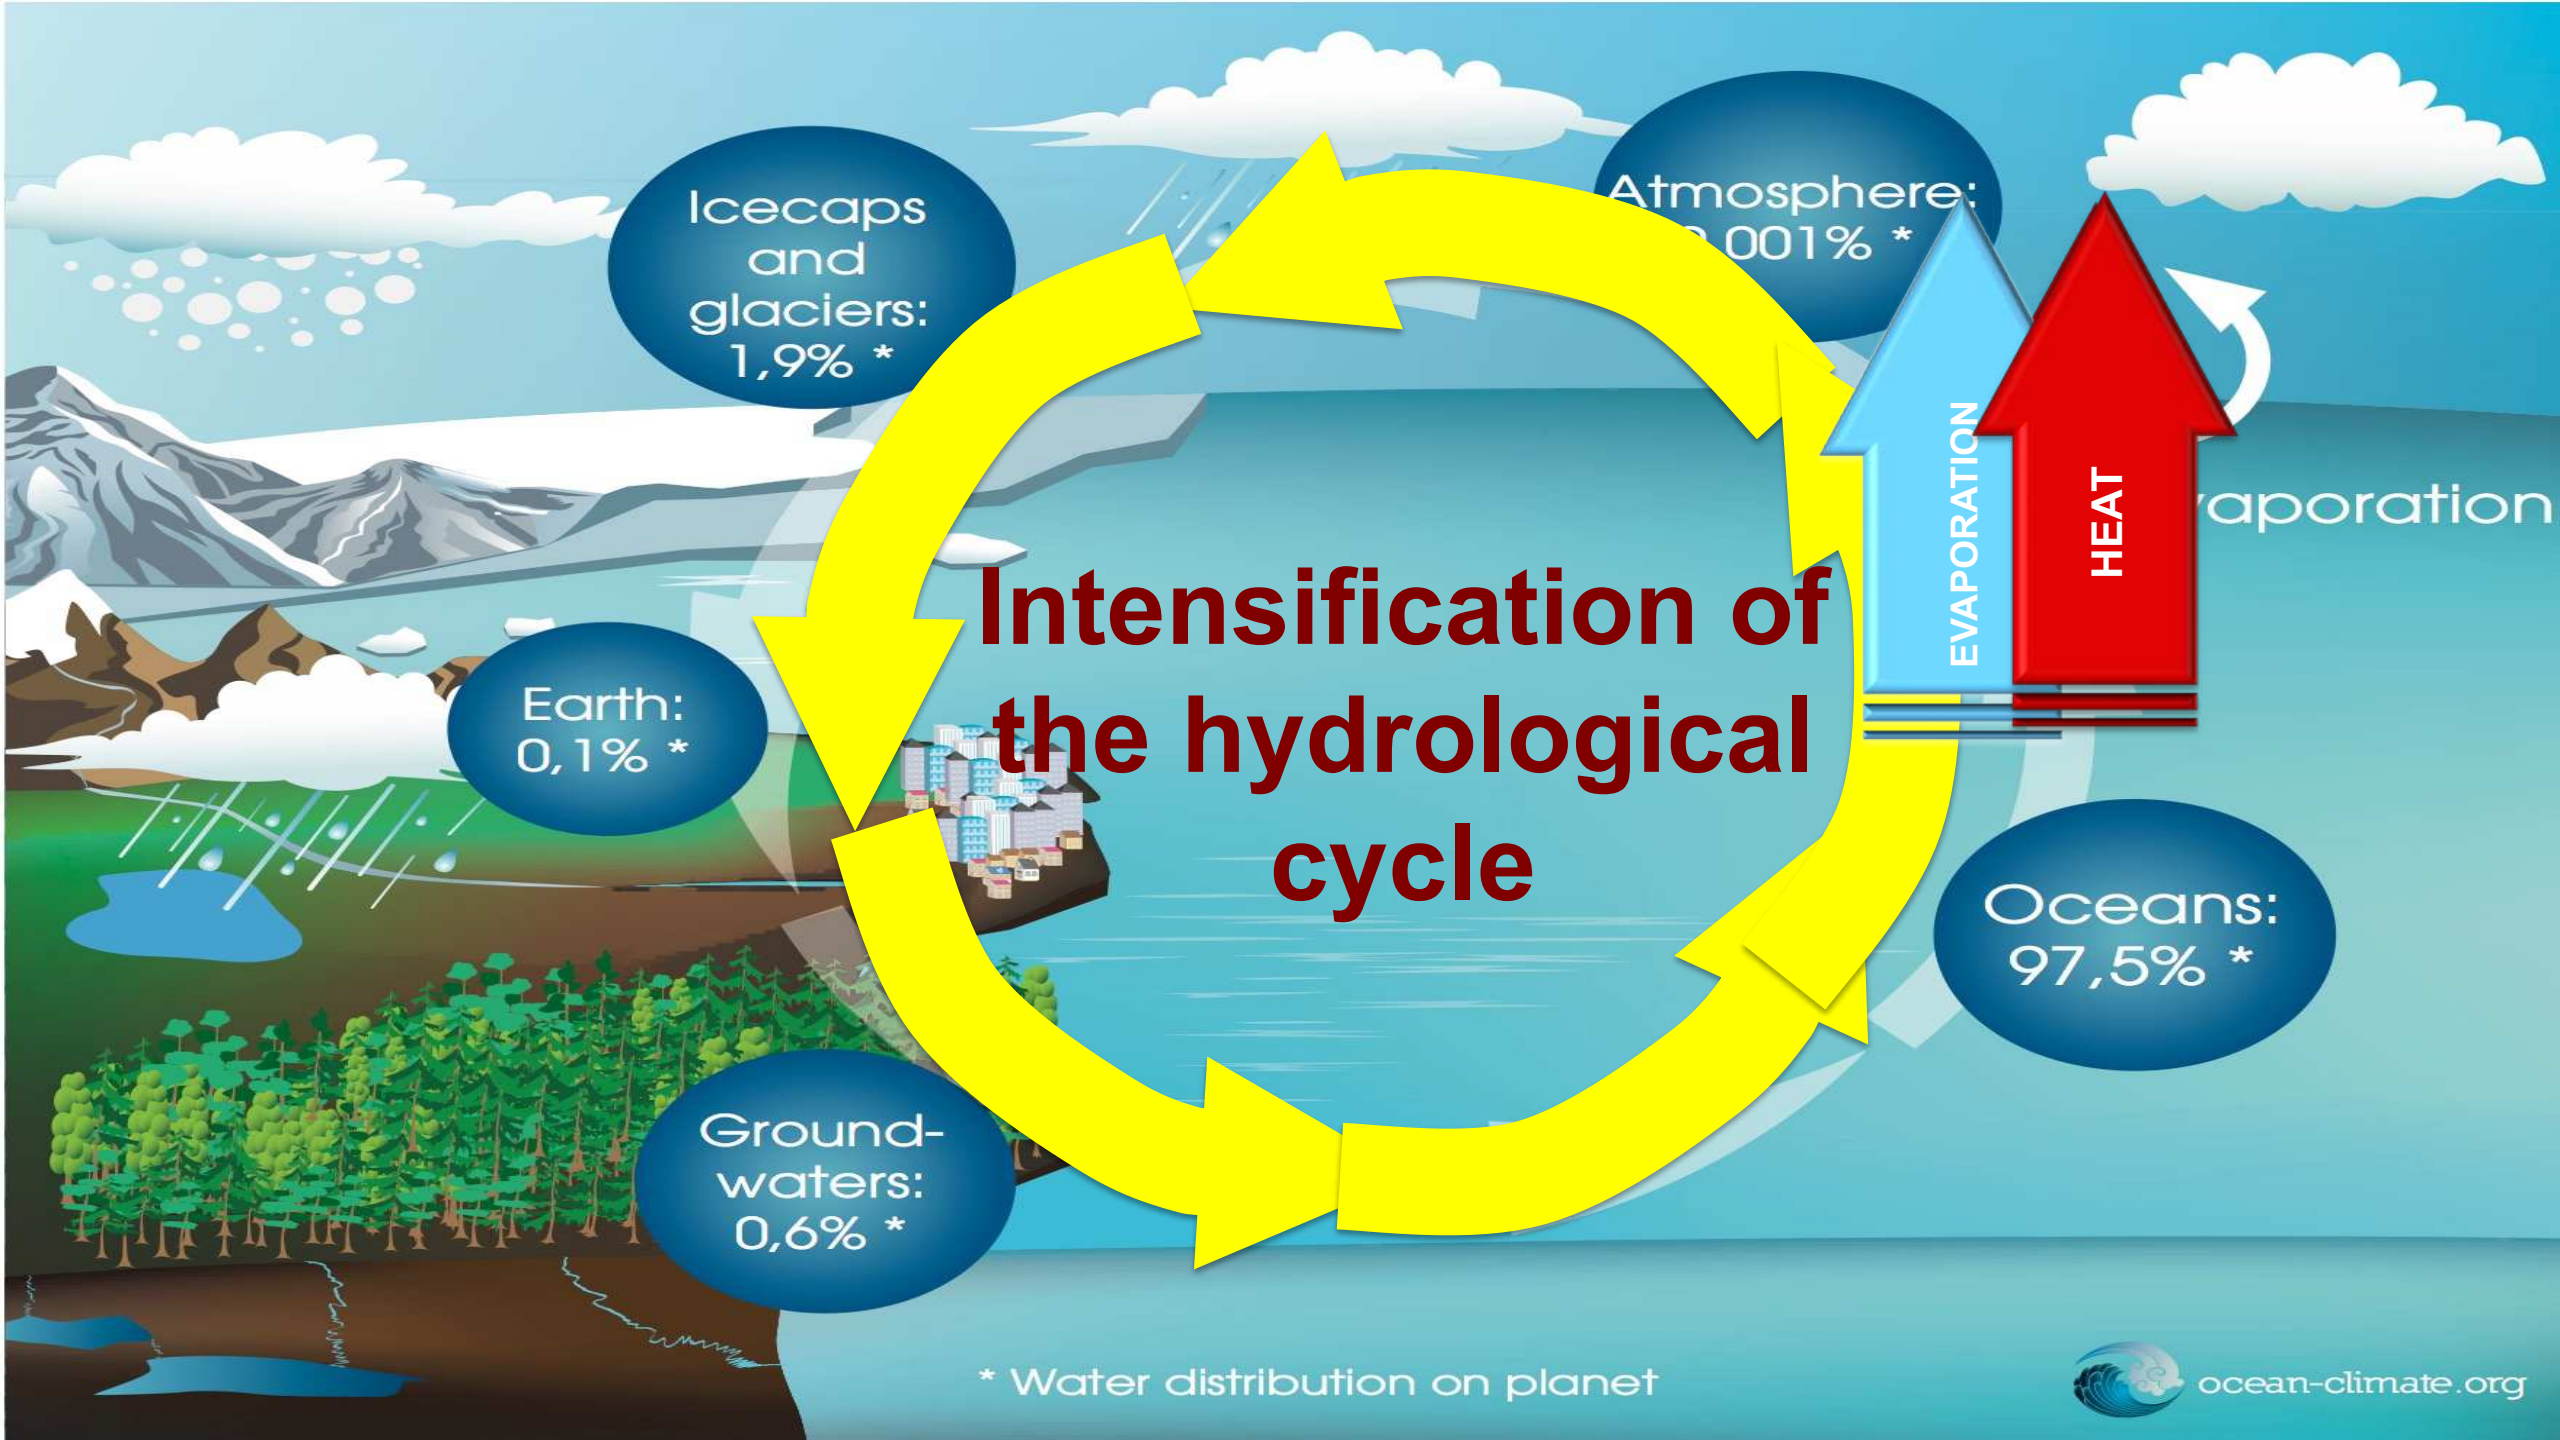 Icecaps
and
glaciers:
1,9% *
Atmosphere:
001% *
EVAPORATION
HEAT
aporation
Intensification of
the hydrological
cycle
Earth:
0,1% *
Oceans:
97,5% *
Ground-
waters:
0,6% *
* Water distribution on planet
ocean-climate.org